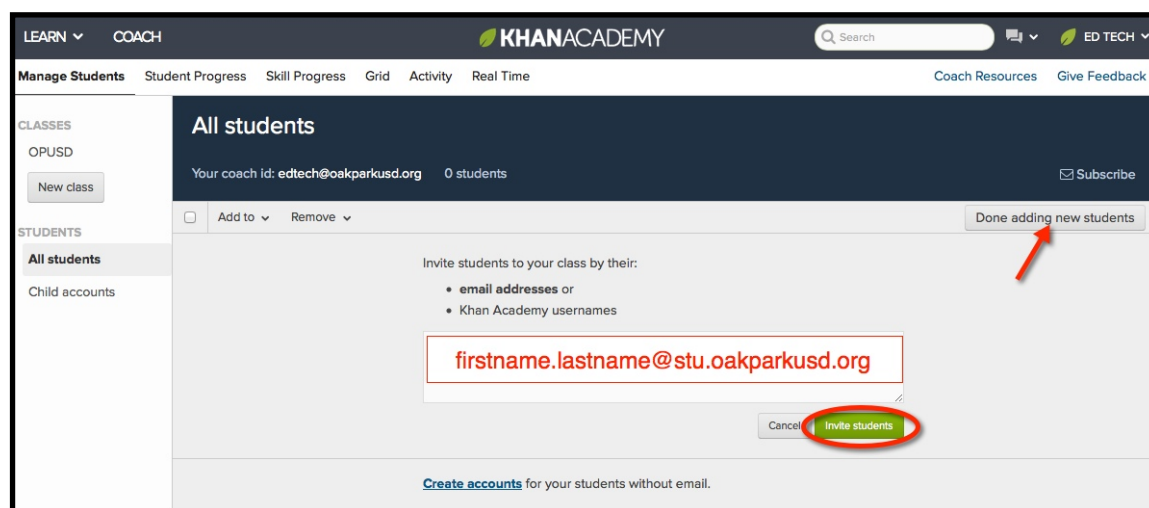 LEARN COACH KHANACADEMY Search ED TECH
Manage Students Student Progress Skill Progress Grid Activity Real Time Coach Resources Give Feedback
CLASSES
OPUSD
New class
STUDENTS
All students
Child accounts
All students
Your coach id: edtech@oakparkusd.org 0 students Subscribe
Add to Remove Done adding new students
Invite students to your class by their:
• email addresses or
• Khan Academy usernames
firstname.lastname@stu.oakparkusd.org
Cancel Invite students
Create accounts for your students without email.